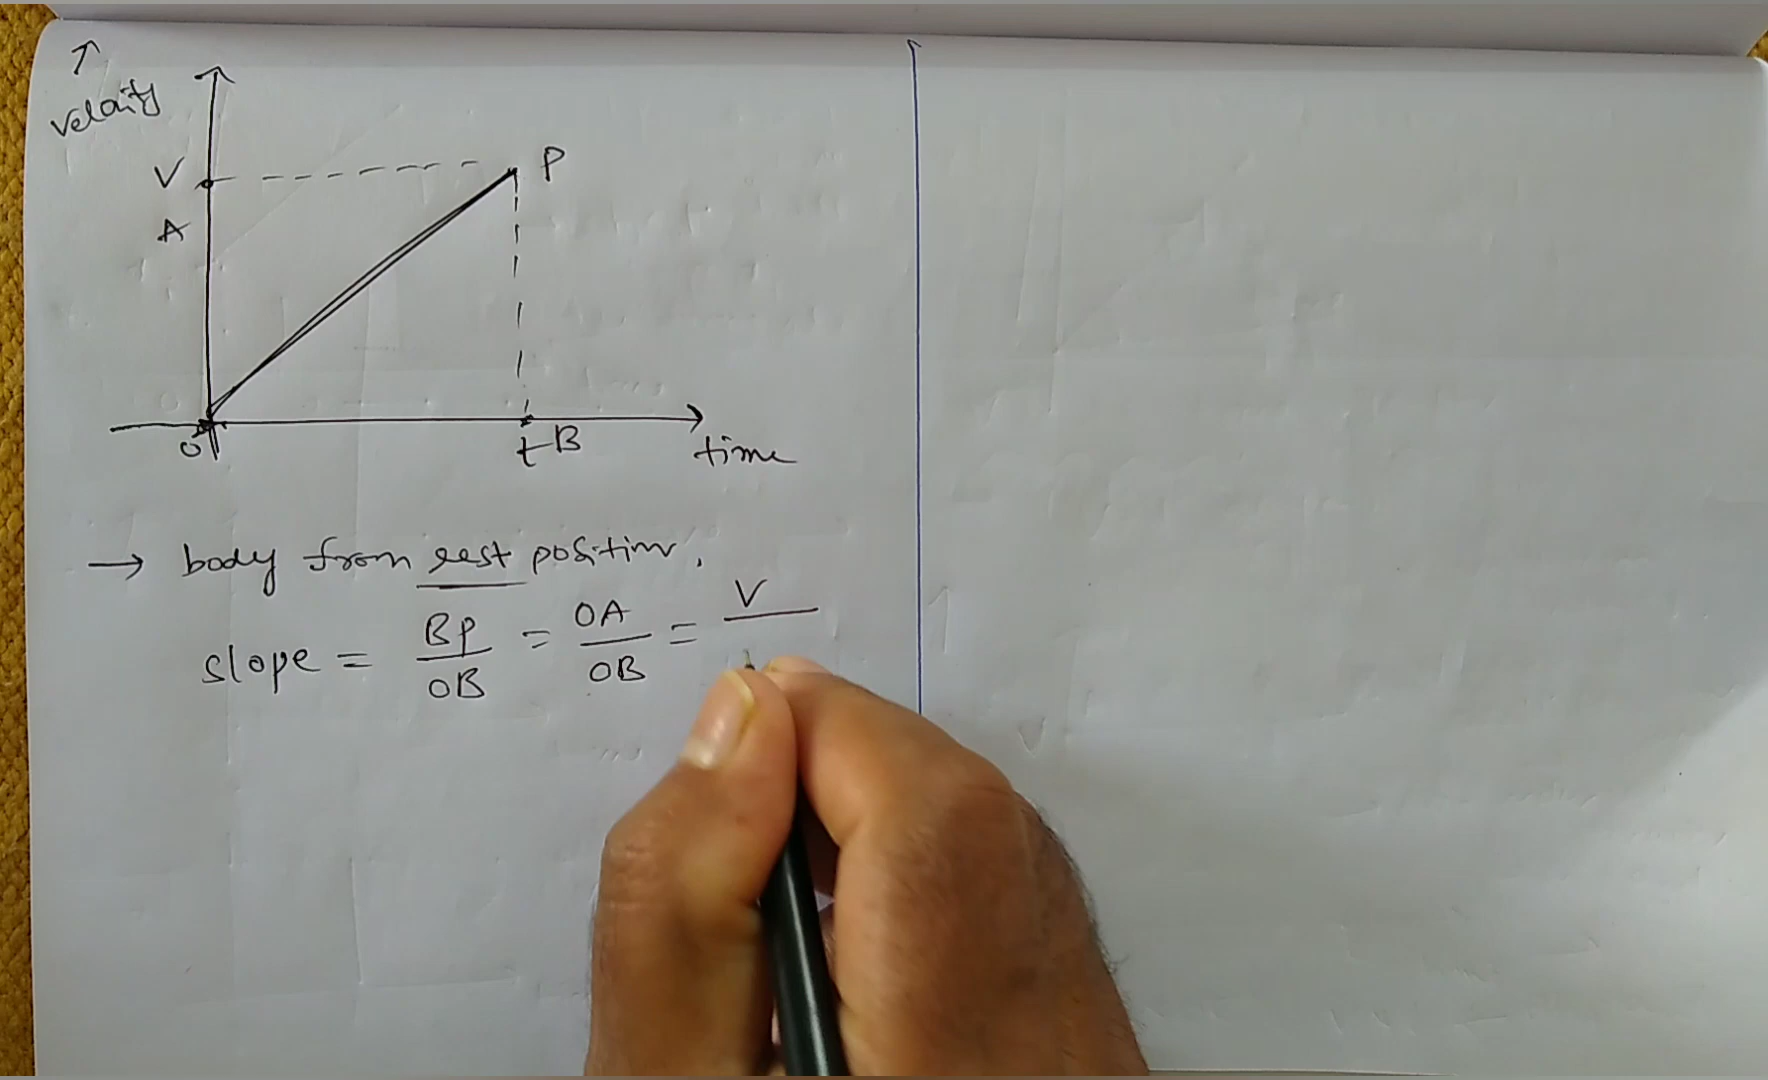 ↑
velocity
V
P
A
O
t B
time
→ body from rest position.
slope = BP/OB = OA/OB = V/